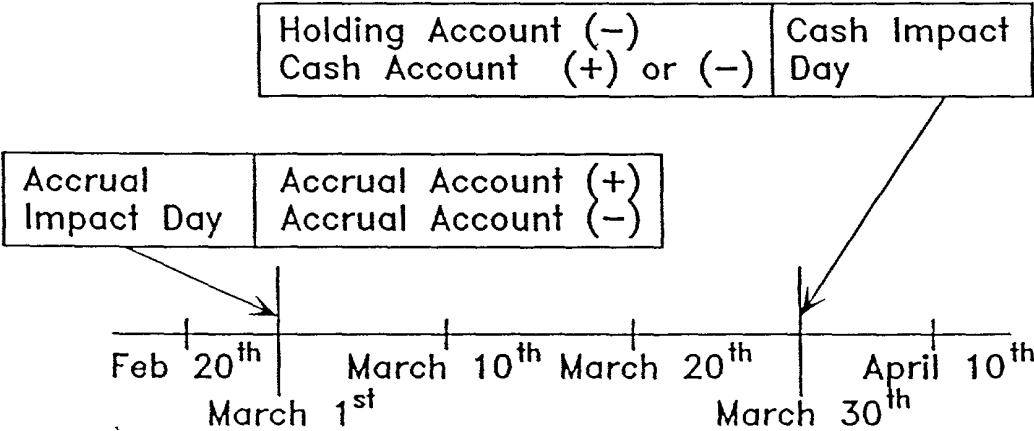 Holding Account (−)
Cash Account (+) or (−)
Cash Impact
Day
Accrual
Impact Day
Accrual Account (+)
Accrual Account (−)
Feb 20th
March 10th
March 20th
April 10th
March 1st
March 30th